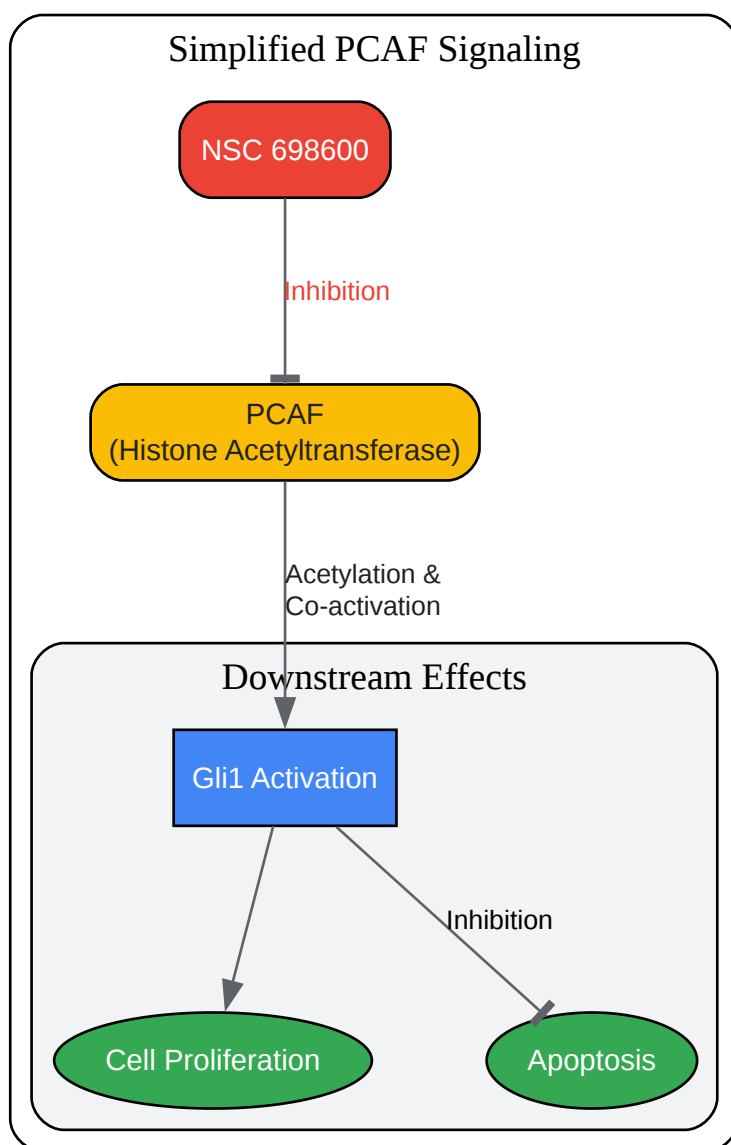 Simplified PCAF Signaling
NSC 698600
Inhibition
PCAF
(Histone Acetyltransferase)
Acetylation &
Co-activation
Downstream Effects
Gli1 Activation
Inhibition
Cell Proliferation
Apoptosis